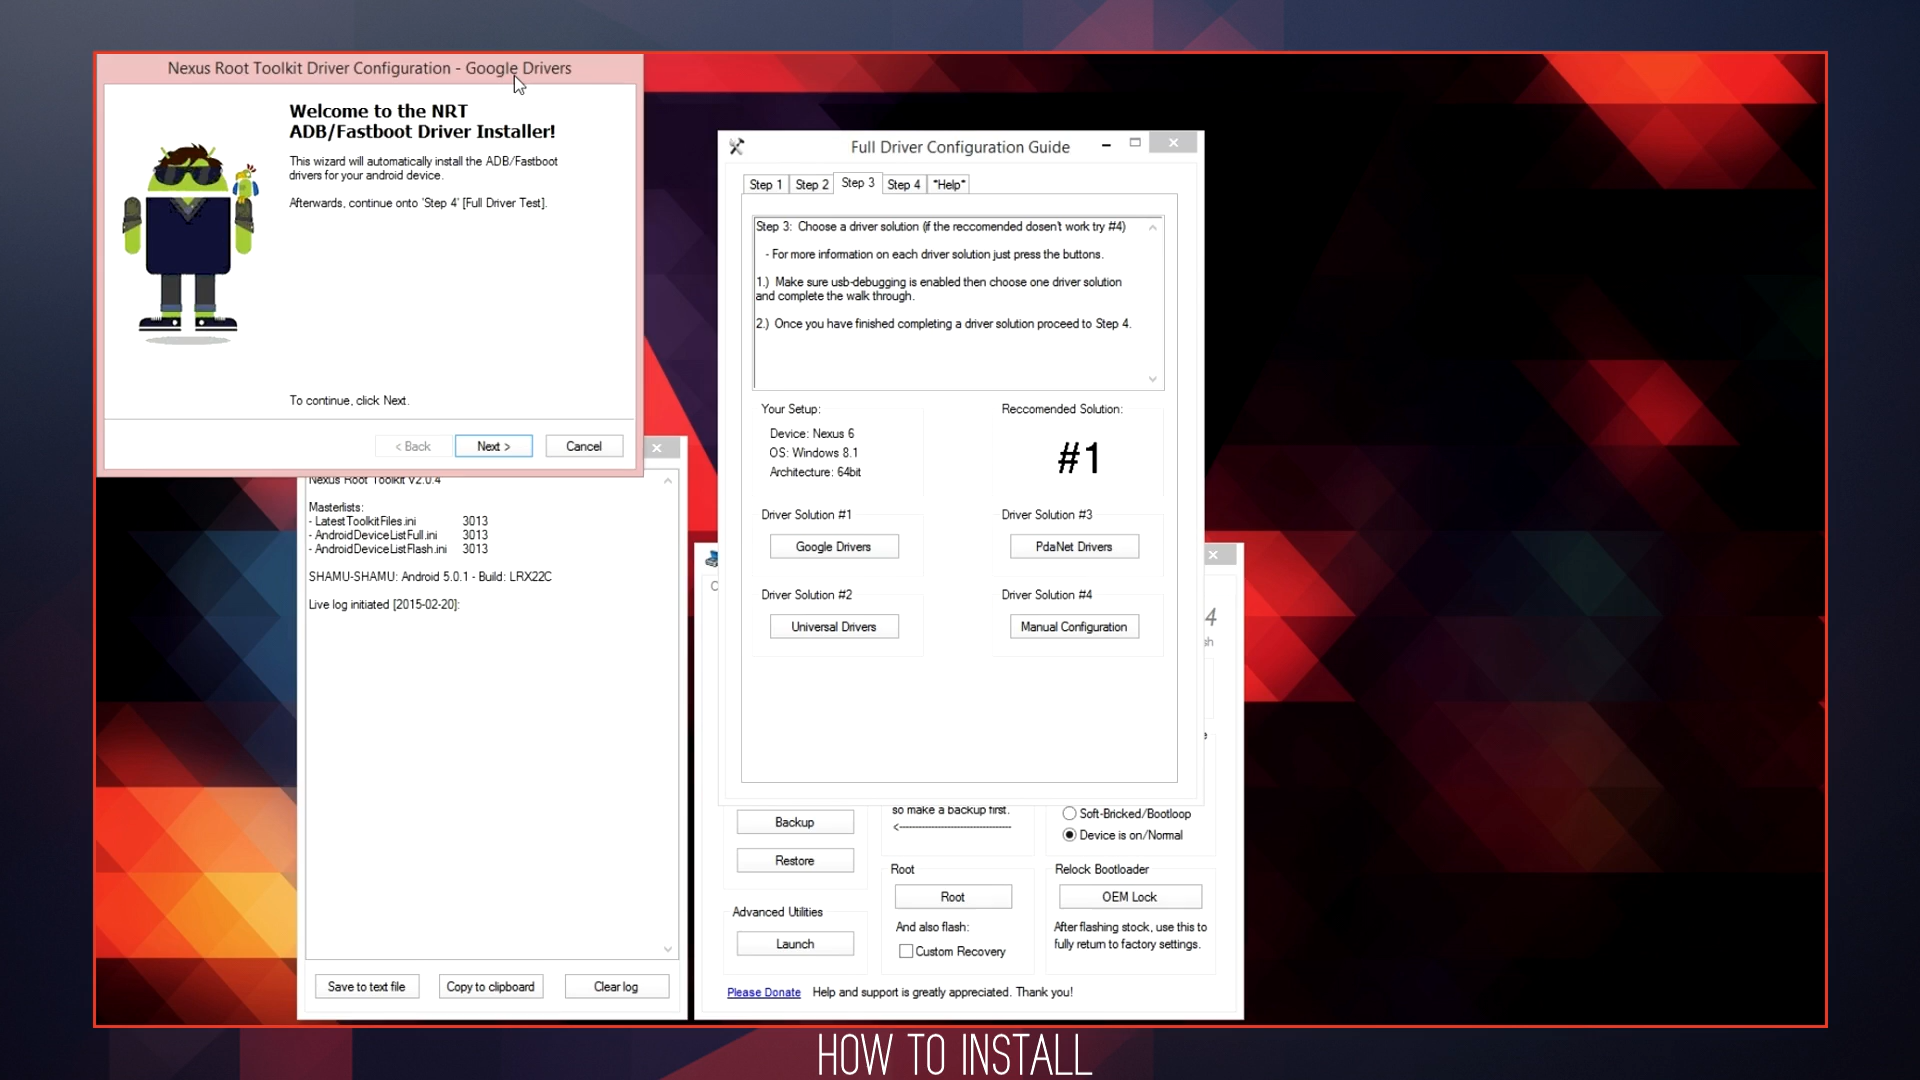 Nexus Root Toolkit Driver Configuration - Google Drivers
Welcome to the NRT
ADB/Fastboot Driver Installer!
This wizard will automatically install the ADB/Fastboot
drivers for your android device.
Afterwards, continue onto 'Step 4' [Full Driver Test].
To continue, click Next.
< Back
Next >
Cancel
Nexus Root Toolkit v2.0.4
Masterlists:
- LatestToolkitFiles.ini 3013
- AndroidDeviceListFull.ini 3013
- AndroidDeviceListFlash.ini 3013
SHAMU-SHAMU: Android 5.0.1 - Build: LRX22C
Live log initiated [2015-02-20]:
Save to text file
Copy to clipboard
Clear log
Full Driver Configuration Guide
Step 1
Step 2
Step 3
Step 4
*Help*
Step 3: Choose a driver solution (if the reccomended dosen't work try #4)
- For more information on each driver solution just press the buttons.
1.) Make sure usb-debugging is enabled then choose one driver solution
and complete the walk through.
2.) Once you have finished completing a driver solution proceed to Step 4.
Your Setup:
Device: Nexus 6
OS: Windows 8.1
Architecture: 64bit
Reccomended Solution:
#1
Driver Solution #1
Google Drivers
Driver Solution #3
PdaNet Drivers
Driver Solution #2
Universal Drivers
Driver Solution #4
Manual Configuration
4
sh
e
Backup
Restore
Advanced Utilities
Launch
so make a backup first.
<--------------------------------
Root
Root
And also flash:
Custom Recovery
Soft-Bricked/Bootloop
Device is on/Normal
Relock Bootloader
OEM Lock
After flashing stock, use this to
fully return to factory settings.
Please Donate Help and support is greatly appreciated. Thank you!
HOW TO INSTALL